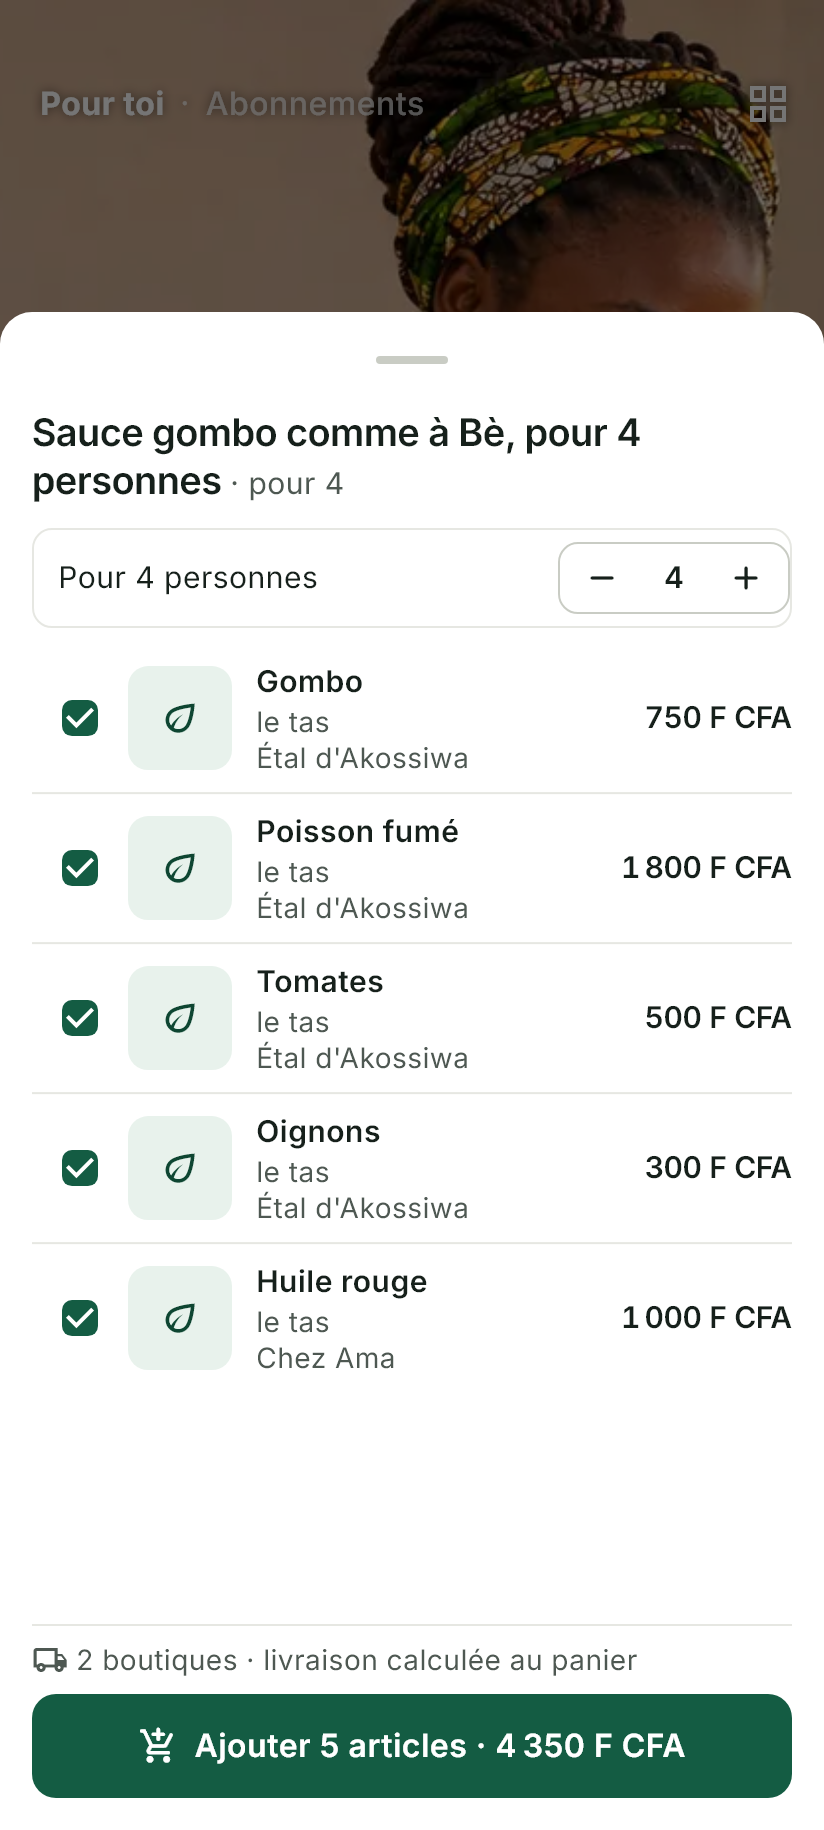 Pour toi · Abonnements
Sauce gombo comme à Bè, pour 4
personnes · pour 4
Pour 4 personnes
4
Gombo
le tas
Étal d'Akossiwa
750 F CFA
Poisson fumé
le tas
Étal d'Akossiwa
1 800 F CFA
Tomates
le tas
Étal d'Akossiwa
500 F CFA
Oignons
le tas
Étal d'Akossiwa
300 F CFA
Huile rouge
le tas
Chez Ama
1 000 F CFA
2 boutiques · livraison calculée au panier
Ajouter 5 articles · 4 350 F CFA